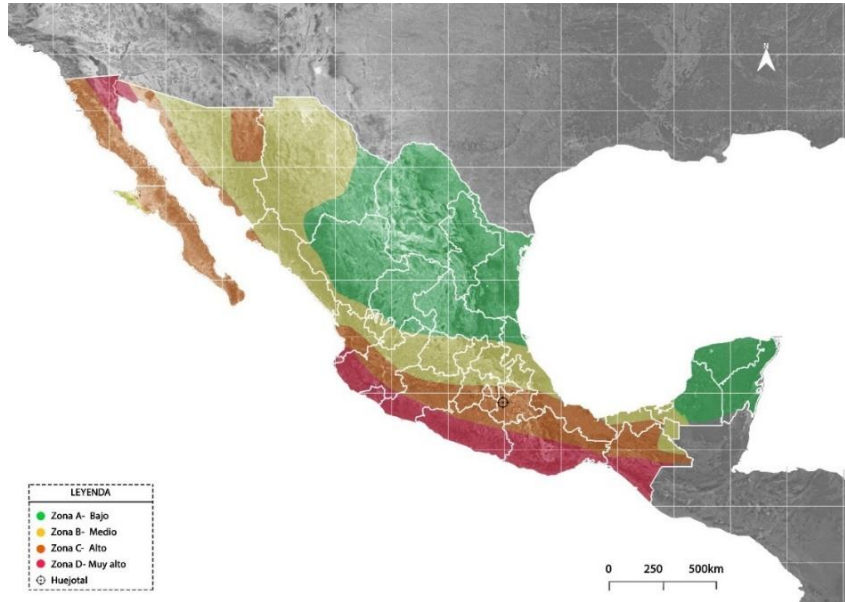 N
LEYENDA
Zona A- Bajo
Zona B- Medio
Zona C- Alto
Zona D- Muy alto
Huejotal
0 250 500km